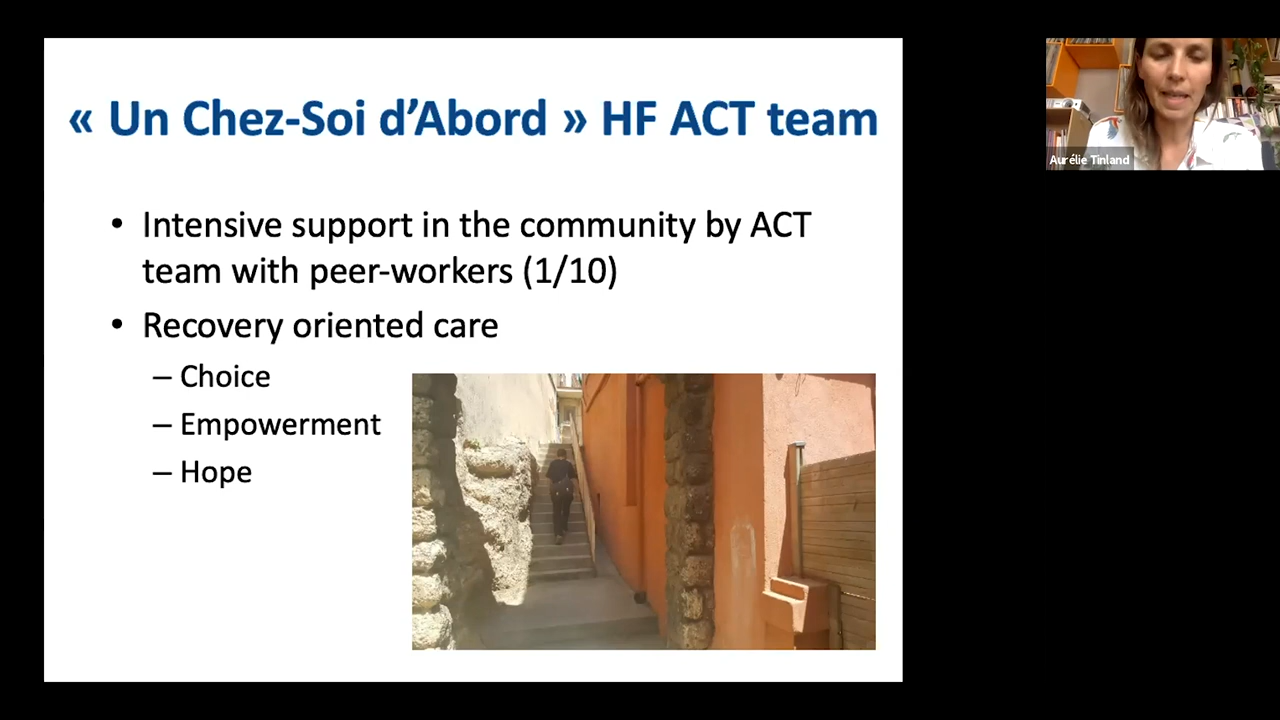 « Un Chez-Soi d’Abord » HF ACT team
• Intensive support in the community by ACT
team with peer-workers (1/10)
• Recovery oriented care
– Choice
– Empowerment
– Hope
Aurélie Tinland